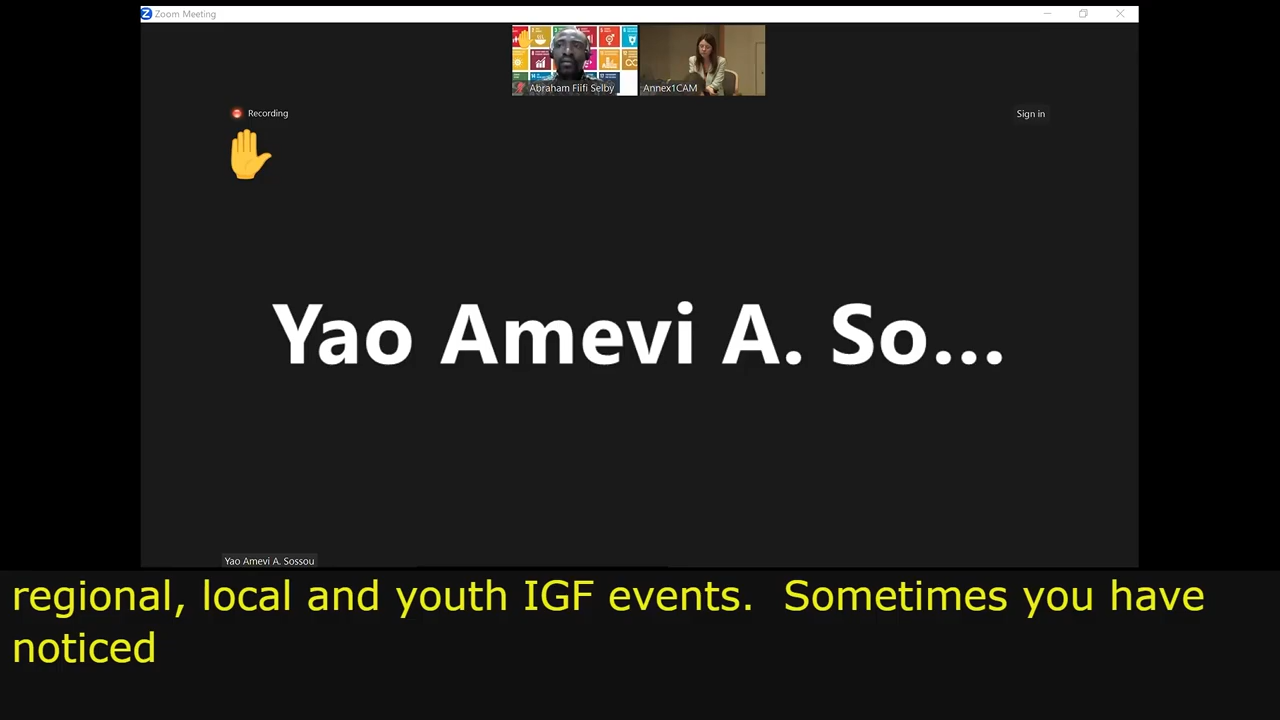 Zoom Meeting
Abraham Fiifi Selby
Annex1CAM
Recording
Sign in
Yao Amevi A. So...
Yao Amevi A. Sossou
regional, local and youth IGF events.  Sometimes you have
noticed